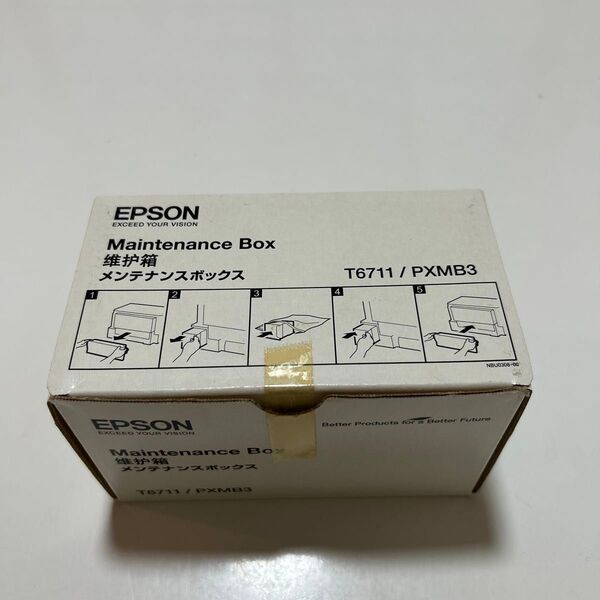 EPSON
EXCEED YOUR VISION
Maintenance Box
维护箱
メンテナンスボックス
T6711 / PXMB3
1 2 3 4 5
NBU0308-00
EPSON
EXCEED YOUR VISION
Better Products for a Better Future
Maintenance Box
维护箱
メンテナンスボックス
T6711 / PXMB3